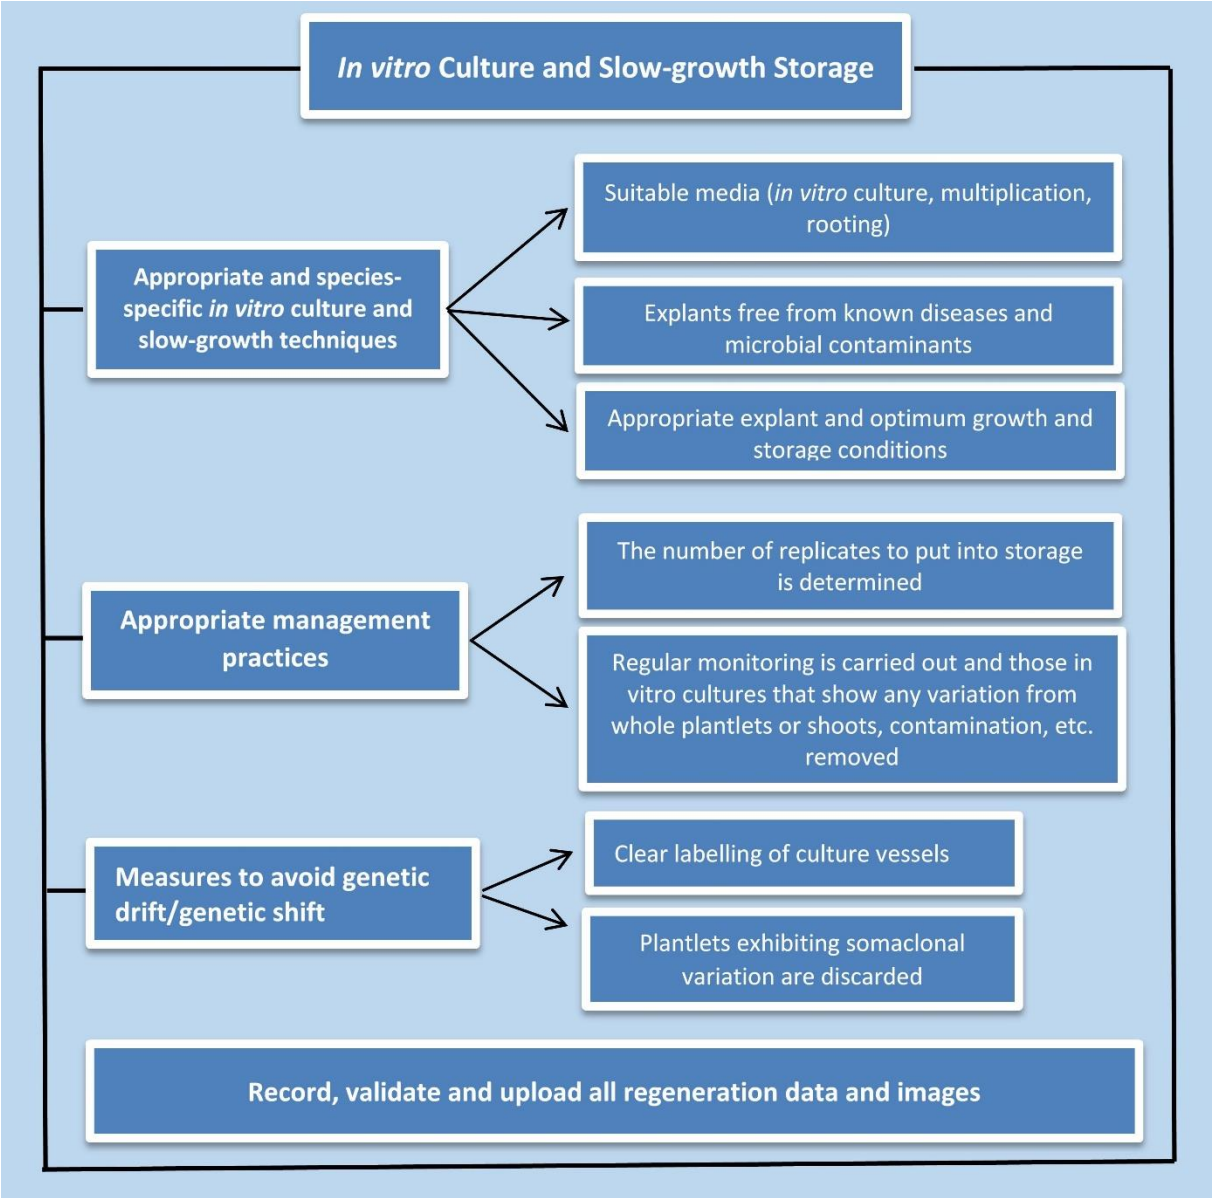 In vitro Culture and Slow-growth Storage
Appropriate and species-
specific in vitro culture and
slow-growth techniques
Suitable media (in vitro culture, multiplication,
rooting)
Explants free from known diseases and
microbial contaminants
Appropriate explant and optimum growth and
storage conditions
Appropriate management
practices
The number of replicates to put into storage
is determined
Regular monitoring is carried out and those in
vitro cultures that show any variation from
whole plantlets or shoots, contamination, etc.
removed
Measures to avoid genetic
drift/genetic shift
Clear labelling of culture vessels
Plantlets exhibiting somaclonal
variation are discarded
Record, validate and upload all regeneration data and images